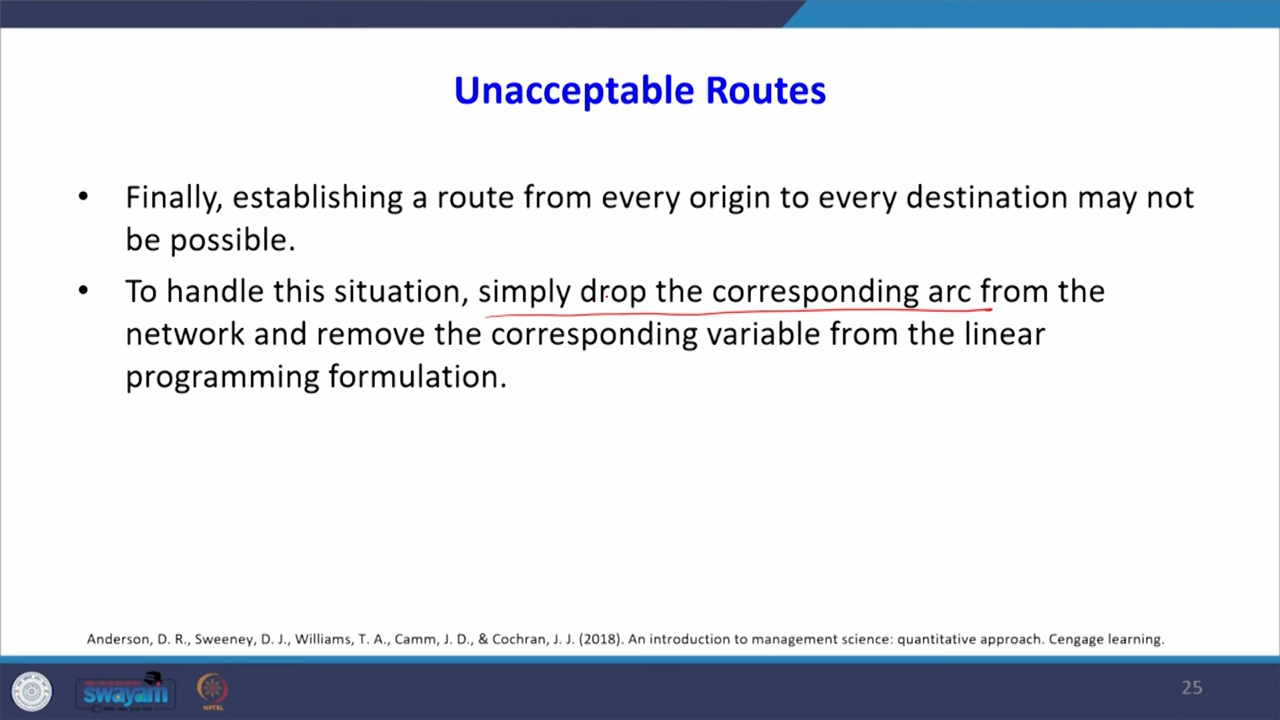 Unacceptable Routes
• Finally, establishing a route from every origin to every destination may not
be possible.
• To handle this situation, simply drop the corresponding arc from the
network and remove the corresponding variable from the linear
programming formulation.
Anderson, D. R., Sweeney, D. J., Williams, T. A., Camm, J. D., & Cochran, J. J. (2018). An introduction to management science: quantitative approach. Cengage learning.
swayam
NPTEL
25